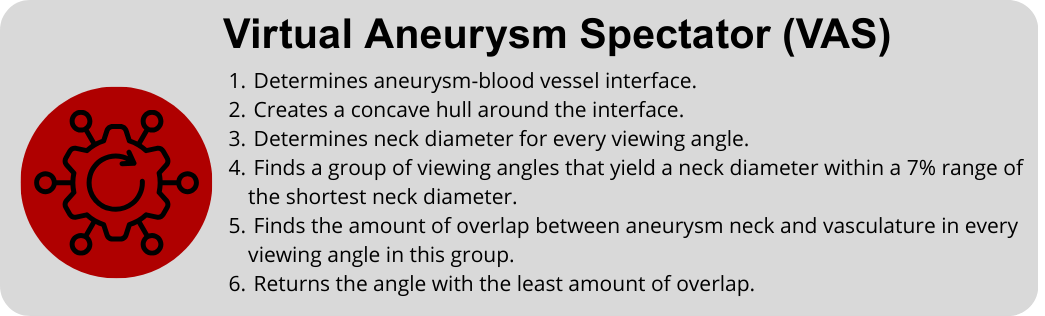 Virtual Aneurysm Spectator (VAS)
1. Determines aneurysm-blood vessel interface.
2. Creates a concave hull around the interface.
3. Determines neck diameter for every viewing angle.
4. Finds a group of viewing angles that yield a neck diameter within a 7% range of
the shortest neck diameter.
5. Finds the amount of overlap between aneurysm neck and vasculature in every
viewing angle in this group.
6. Returns the angle with the least amount of overlap.